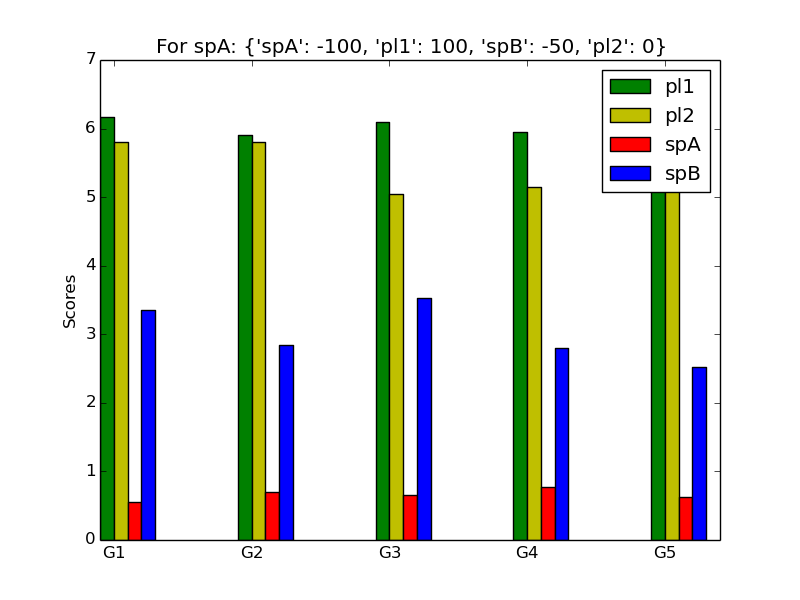 For spA: {'spA': -100, 'pl1': 100, 'spB': -50, 'pl2': 0}
7
6
5
4
3
2
1
0
Scores
pl1
pl2
spA
spB
G1 G2 G3 G4 G5